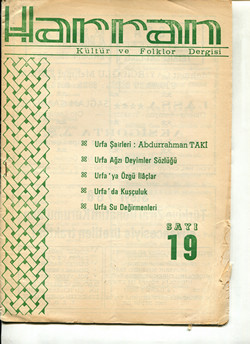 Harran
Kültür ve Folklor Dergisi
Urfa Şairleri : Abdurrahman TAKİ
Urfa Ağzı Deyimler Sözlüğü
Urfa'ya Özgü İlâçlar
Urfa'da Kuşçuluk
Urfa Su Değirmenleri
SAYI
19